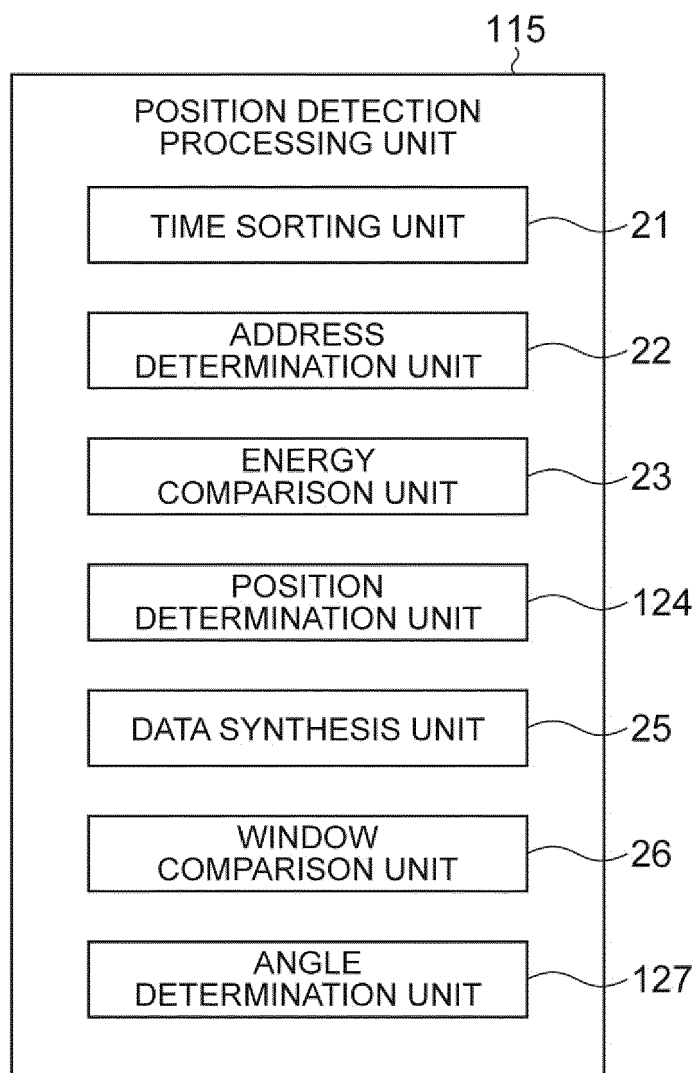 115
POSITION DETECTION
PROCESSING UNIT
TIME SORTING UNIT
21
ADDRESS
DETERMINATION UNIT
22
ENERGY
COMPARISON UNIT
23
POSITION
DETERMINATION UNIT
124
DATA SYNTHESIS UNIT
25
WINDOW
COMPARISON UNIT
26
ANGLE
DETERMINATION UNIT
127